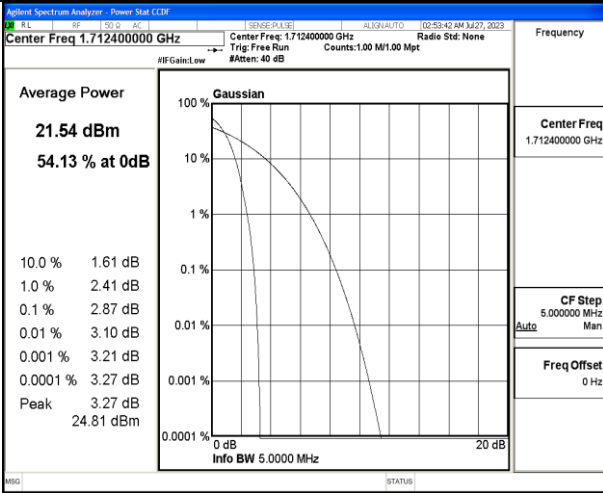 Agilent Spectrum Analyzer - Power Stat CCDF
RL RF 50 Ω AC SENSE:PULSE ALIGNAUTO 02:53:42 AM Jul 27, 2023
Center Freq 1.712400000 GHz
Center Freq: 1.712400000 GHz Radio Std: None
Trig: Free Run Counts:1.00 M/1.00 Mpt
#IFGain:Low #Atten: 40 dB
Frequency
Average Power
21.54 dBm
54.13 % at 0dB
10.0 % 1.61 dB
1.0 % 2.41 dB
0.1 % 2.87 dB
0.01 % 3.10 dB
0.001 % 3.21 dB
0.0001 % 3.27 dB
Peak 3.27 dB
24.81 dBm
Gaussian
100 %
10 %
1 %
0.1 %
0.01 %
0.001 %
0.0001 %
0 dB 20 dB
Info BW 5.0000 MHz
Center Freq
1.712400000 GHz
CF Step
5.000000 MHz
Auto Man
Freq Offset
0 Hz
MSG STATUS